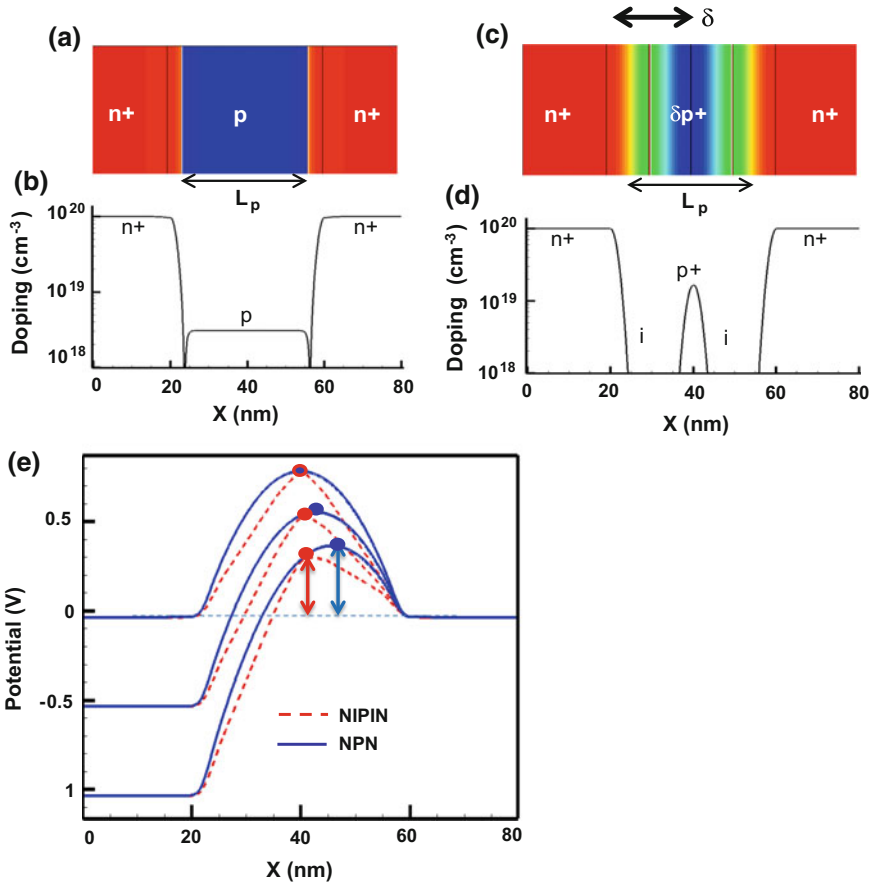 (a)
n+
p
n+
Lp
(b)
Doping (cm-3)
10^20
10^19
10^18
n+
p
n+
0
20
40
60
80
X (nm)
(c)
δ
n+
δp+
n+
Lp
(d)
Doping (cm-3)
10^20
10^19
10^18
n+
p+
i
i
n+
0
20
40
60
80
X (nm)
(e)
Potential (V)
0.5
0
-0.5
1
NIPIN
NPN
0
20
40
60
80
X (nm)